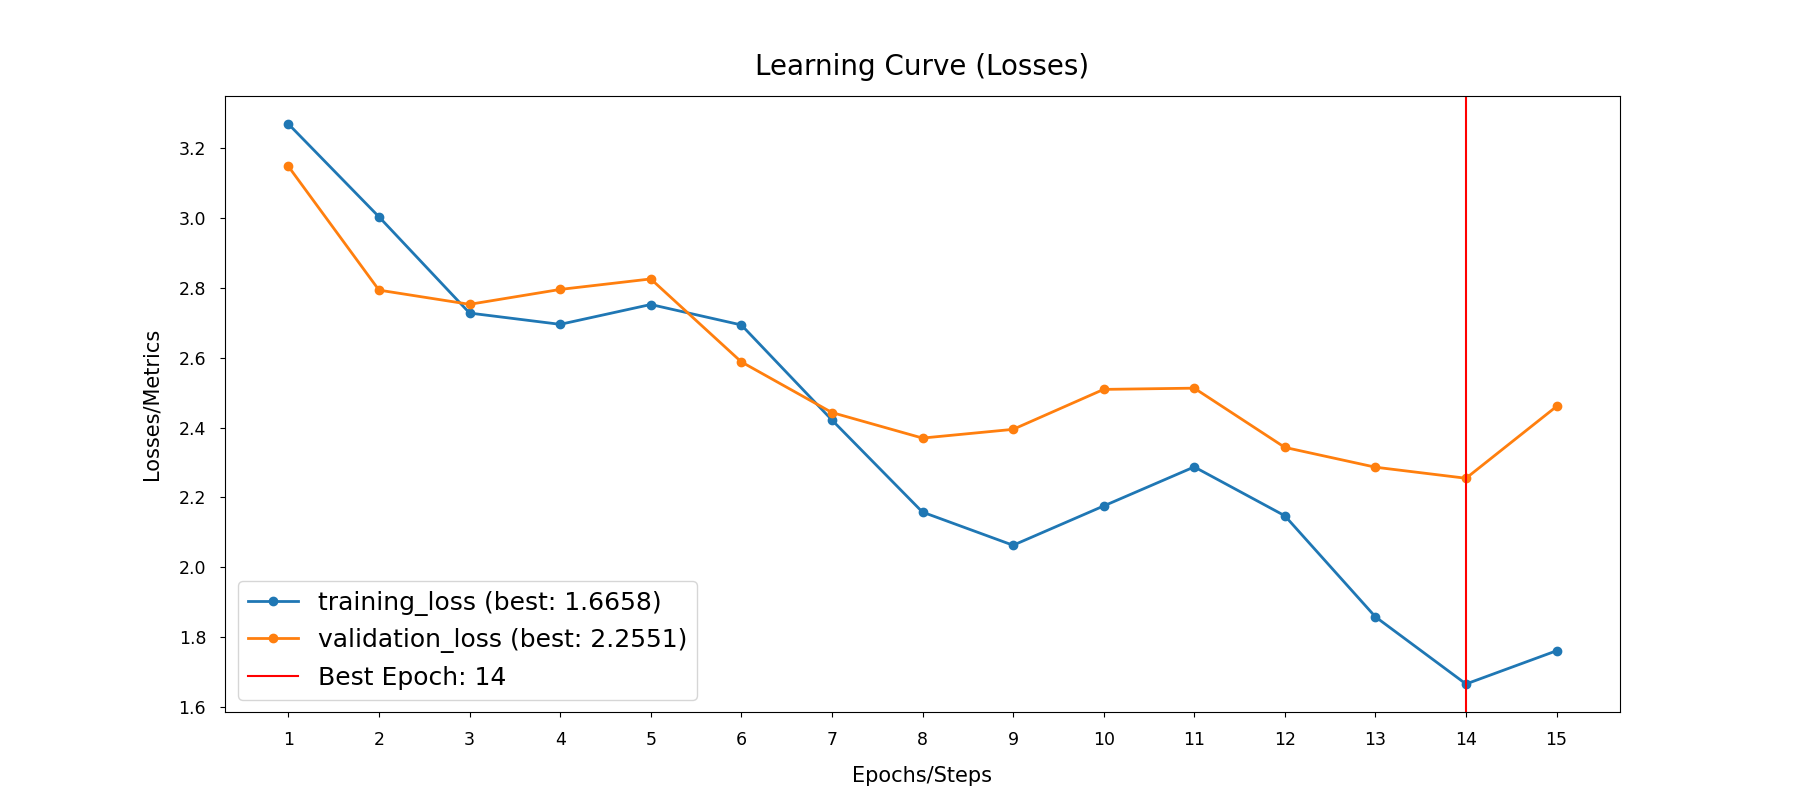 Learning Curve (Losses)
Losses/Metrics
3.2
3.0
2.8
2.6
2.4
2.2
2.0
1.8
1.6
training_loss (best: 1.6658)
validation_loss (best: 2.2551)
Best Epoch: 14
1 2 3 4 5 6 7 8 9 10 11 12 13 14 15
Epochs/Steps